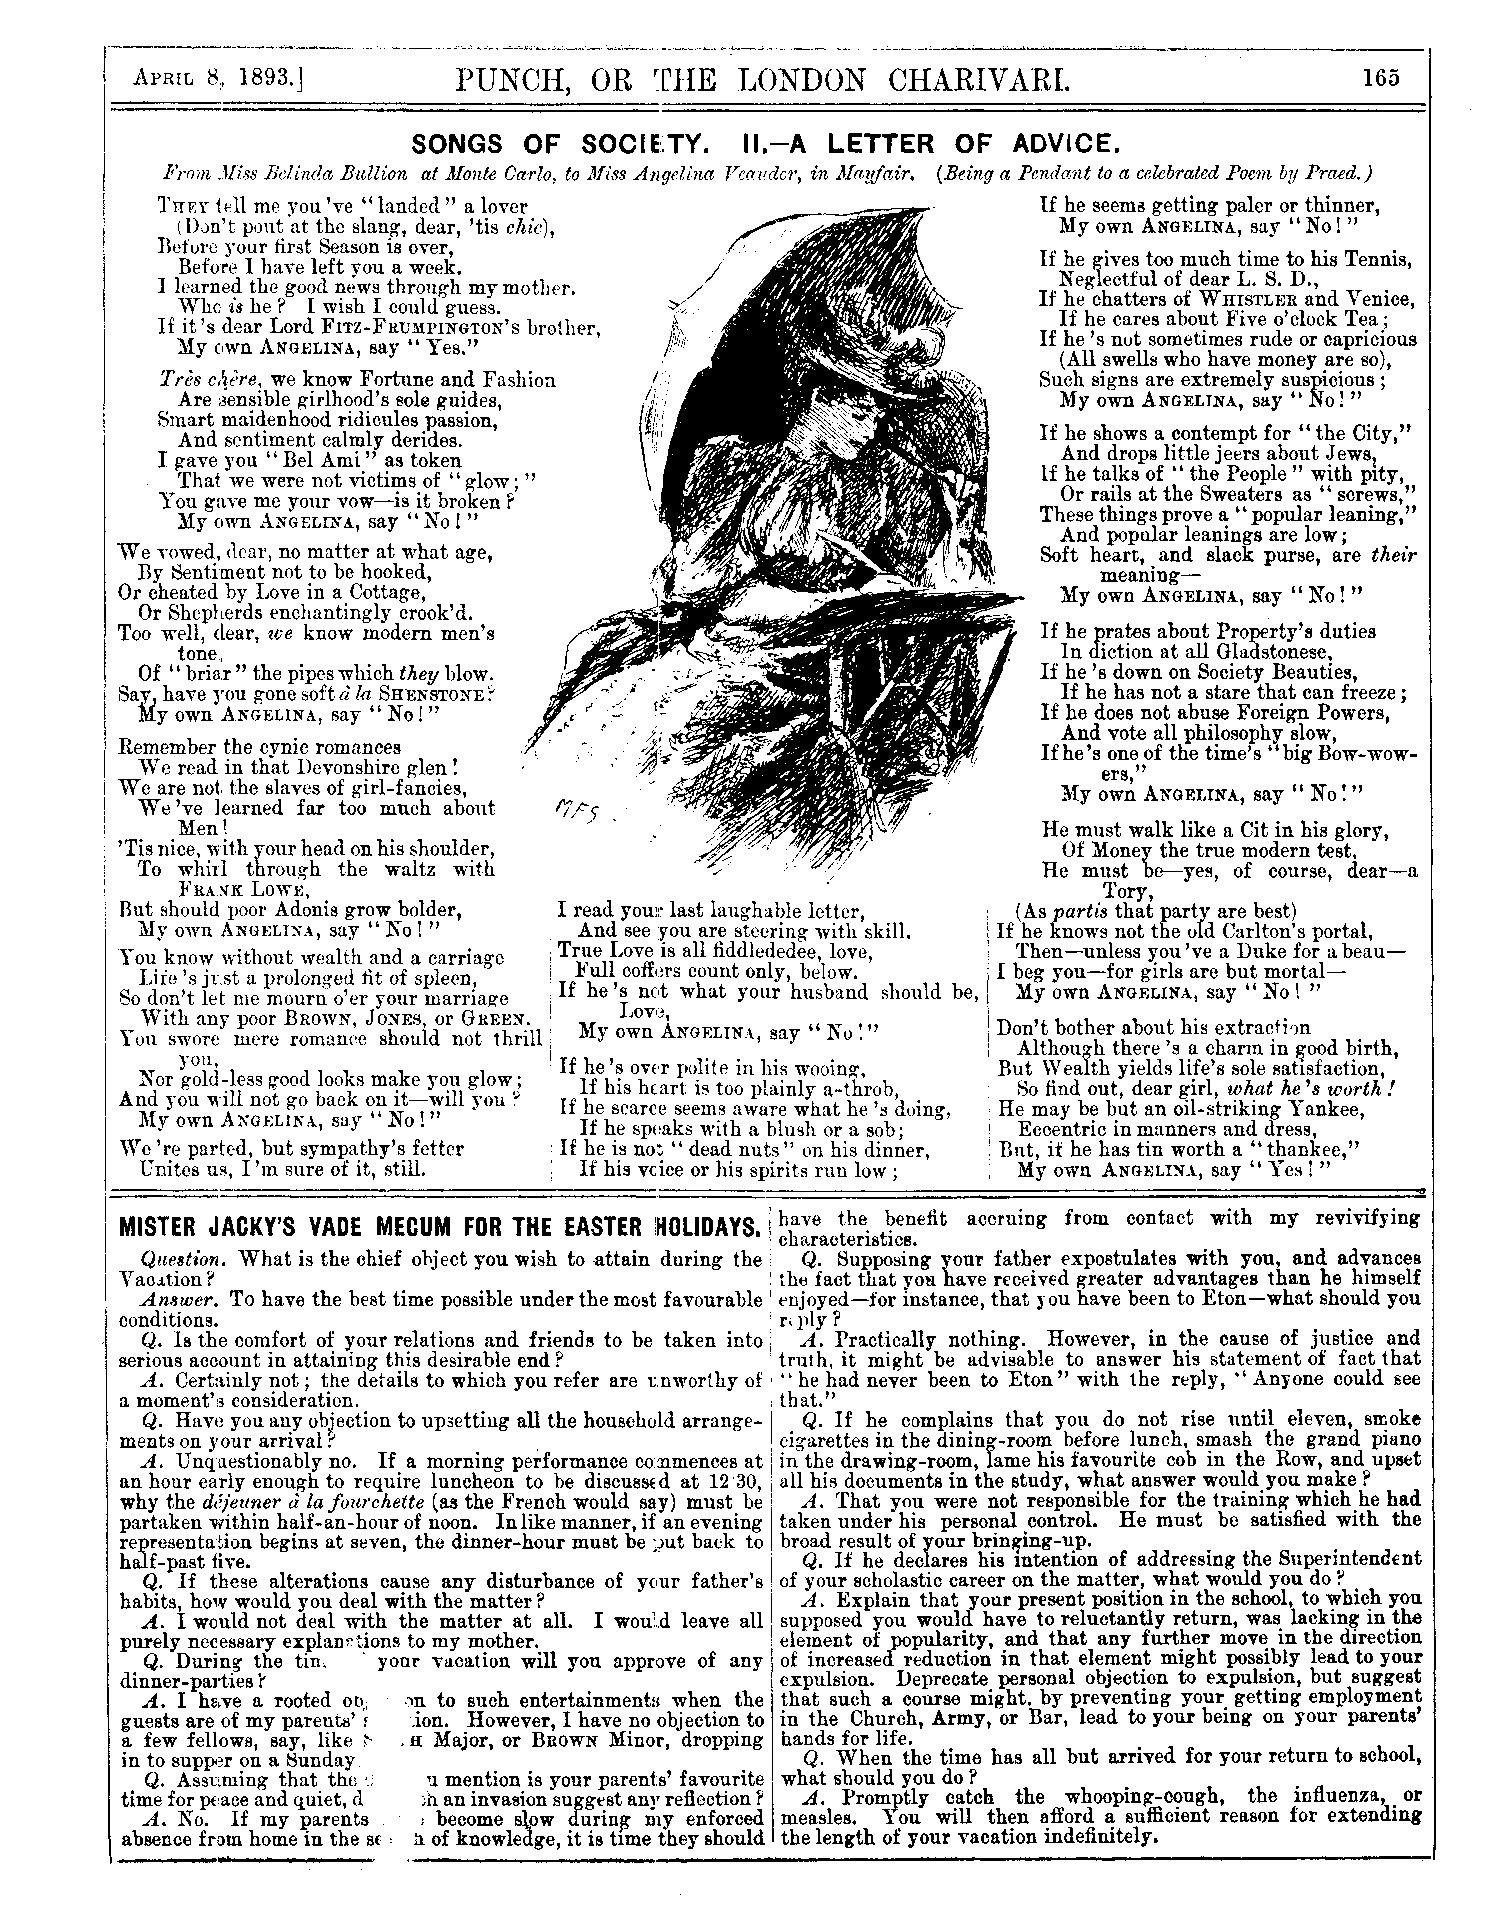 APRIL 8, 1893.]
PUNCH, OR THE LONDON CHARIVARI.
165
SONGS OF SOCIETY. II.—A LETTER OF ADVICE.
From Miss Belinda Bullion at Monte Carlo, to Miss Angelina Veauder, in Mayfair. (Being a Pendant to a celebrated Poem by Praed.)
THEY tell me you 've "landed" a lover
(Don't pout at the slang, dear, 'tis chic),
Before your first Season is over,
Before I have left you a week.
I learned the good news through my mother.
Who is he? I wish I could guess.
If it's dear Lord FITZ-FRUMPINGTON's brother,
My own ANGELINA, say "Yes."
Très chère, we know Fortune and Fashion
Are sensible girlhood's sole guides,
Smart maidenhood ridicules passion,
And sentiment calmly derides.
I gave you "Bel Ami" as token
That we were not victims of "glow;"
You gave me your vow—is it broken?
My own ANGELINA, say "No!"
We vowed, dear, no matter at what age,
By Sentiment not to be hooked,
Or cheated by Love in a Cottage,
Or Shepherds enchantingly crook'd.
Too well, dear, we know modern men's
tone,
Of "briar" the pipes which they blow.
Say, have you gone soft à la SHENSTONE?
My own ANGELINA, say "No!"
Remember the cynic romances
We read in that Devonshire glen!
We are not the slaves of girl-fancies,
We 've learned far too much about
Men!
'Tis nice, with your head on his shoulder,
To whirl through the waltz with
FRANK LOWE,
But should poor Adonis grow bolder,
My own ANGELINA, say "No!"
You know without wealth and a carriage
Life 's just a prolonged fit of spleen,
So don't let me mourn o'er your marriage
With any poor BROWN, JONES, or GREEN.
You swore mere romance should not thrill
you,
Nor gold-less good looks make you glow;
And you will not go back on it—will you?
My own ANGELINA, say "No!"
We 're parted, but sympathy's fetter
Unites us, I 'm sure of it, still.
MFS
I read your last laughable letter,
And see you are steering with skill.
True Love is all fiddlededee, love,
Full coffers count only, below.
If he 's not what your husband should be,
Love,
My own ANGELINA, say "No!"
If he 's over polite in his wooing,
If his heart is too plainly a-throb,
If he scarce seems aware what he 's doing,
If he speaks with a blush or a sob;
If he is not "dead nuts" on his dinner,
If his voice or his spirits run low;
If he seems getting paler or thinner,
My own ANGELINA, say "No!"
If he gives too much time to his Tennis,
Neglectful of dear L. S. D.,
If he chatters of WHISTLER and Venice,
If he cares about Five o'clock Tea;
If he 's not sometimes rude or capricious
(All swells who have money are so),
Such signs are extremely suspicious;
My own ANGELINA, say "No!"
If he shows a contempt for "the City,"
And drops little jeers about Jews,
If he talks of "the People" with pity,
Or rails at the Sweaters as "screws,"
These things prove a "popular leaning,"
And popular leanings are low;
Soft heart, and slack purse, are their
meaning—
My own ANGELINA, say "No!"
If he prates about Property's duties
In diction at all Gladstonese,
If he 's down on Society Beauties,
If he has not a stare that can freeze;
If he does not abuse Foreign Powers,
And vote all philosophy slow,
If he's one of the time's "big Bow-wow-
ers,"
My own ANGELINA, say "No!"
He must walk like a Cit in his glory,
Of Money the true modern test,
He must be—yes, of course, dear—a
Tory,
(As partis that party are best)
If he knows not the old Carlton's portal,
Then—unless you 've a Duke for a beau—
I beg you—for girls are but mortal—
My own ANGELINA, say "No!"
Don't bother about his extraction
Although there 's a charm in good birth,
But Wealth yields life's sole satisfaction,
So find out, dear girl, what he 's worth!
He may be but an oil-striking Yankee,
Eccentric in manners and dress,
But, if he has tin worth a "thankee,"
My own ANGELINA, say "Yes!"
MISTER JACKY'S VADE MECUM FOR THE EASTER HOLIDAYS.
Question. What is the chief object you wish to attain during the
Vacation?
Answer. To have the best time possible under the most favourable
conditions.
Q. Is the comfort of your relations and friends to be taken into
serious account in attaining this desirable end?
A. Certainly not; the details to which you refer are unworthy of
a moment's consideration.
Q. Have you any objection to upsetting all the household arrange-
ments on your arrival?
A. Unquestionably no. If a morning performance commences at
an hour early enough to require luncheon to be discussed at 12·30,
why the déjeuner à la fourchette (as the French would say) must be
partaken within half-an-hour of noon. In like manner, if an evening
representation begins at seven, the dinner-hour must be put back to
half-past five.
Q. If these alterations cause any disturbance of your father's
habits, how would you deal with the matter?
A. I would not deal with the matter at all. I would leave all
purely necessary explanations to my mother.
Q. During the your vacation will you approve of any
dinner-parties?
A. I have a rooted to such entertainments when the
guests are of my parents' However, I have no objection to
a few fellows, say, like Major, or BROWN Minor, dropping
in to supper on a Sunday
Q. Assuming that the mention is your parents' favourite
time for peace and quiet, an invasion suggest any reflection?
A. No. If my parents become slow during my enforced
absence from home in the of knowledge, it is time they should
have the benefit accruing from contact with my revivifying
characteristics.
Q. Supposing your father expostulates with you, and advances
the fact that you have received greater advantages than he himself
enjoyed—for instance, that you have been to Eton—what should you
reply?
A. Practically nothing. However, in the cause of justice and
truth, it might be advisable to answer his statement of fact that
"he had never been to Eton" with the reply, "Anyone could see
that."
Q. If he complains that you do not rise until eleven, smoke
cigarettes in the dining-room before lunch, smash the grand piano
in the drawing-room, lame his favourite cob in the Row, and upset
all his documents in the study, what answer would you make?
A. That you were not responsible for the training which he had
taken under his personal control. He must be satisfied with the
broad result of your bringing-up.
Q. If he declares his intention of addressing the Superintendent
of your scholastic career on the matter, what would you do?
A. Explain that your present position in the school, to which you
supposed you would have to reluctantly return, was lacking in the
element of popularity, and that any further move in the direction
of increased reduction in that element might possibly lead to your
expulsion. Deprecate personal objection to expulsion, but suggest
that such a course might, by preventing your getting employment
in the Church, Army, or Bar, lead to your being on your parents'
hands for life.
Q. When the time has all but arrived for your return to school,
what should you do?
A. Promptly catch the whooping-cough, the influenza, or
measles. You will then afford a sufficient reason for extending
the length of your vacation indefinitely.